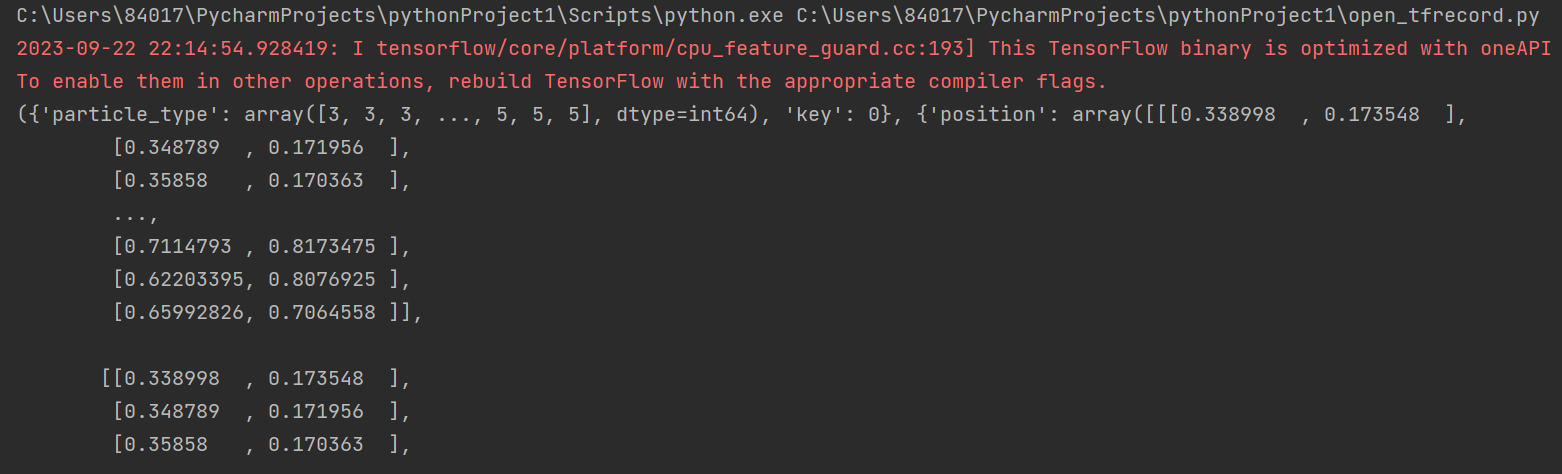 C:\Users\84017\PycharmProjects\pythonProject1\Scripts\python.exe C:\Users\84017\PycharmProjects\pythonProject1\open_tfrecord.py
2023-09-22 22:14:54.928419: I tensorflow/core/platform/cpu_feature_guard.cc:193] This TensorFlow binary is optimized with oneAPI
To enable them in other operations, rebuild TensorFlow with the appropriate compiler flags.
({'particle_type': array([3, 3, 3, ..., 5, 5, 5], dtype=int64), 'key': 0}, {'position': array([[[0.338998  , 0.173548  ],
        [0.348789  , 0.171956  ],
        [0.35858   , 0.170363  ],
        ...,
        [0.7114793 , 0.8173475 ],
        [0.62203395, 0.8076925 ],
        [0.65992826, 0.7064558 ]],
       [[0.338998  , 0.173548  ],
        [0.348789  , 0.171956  ],
        [0.35858   , 0.170363  ],